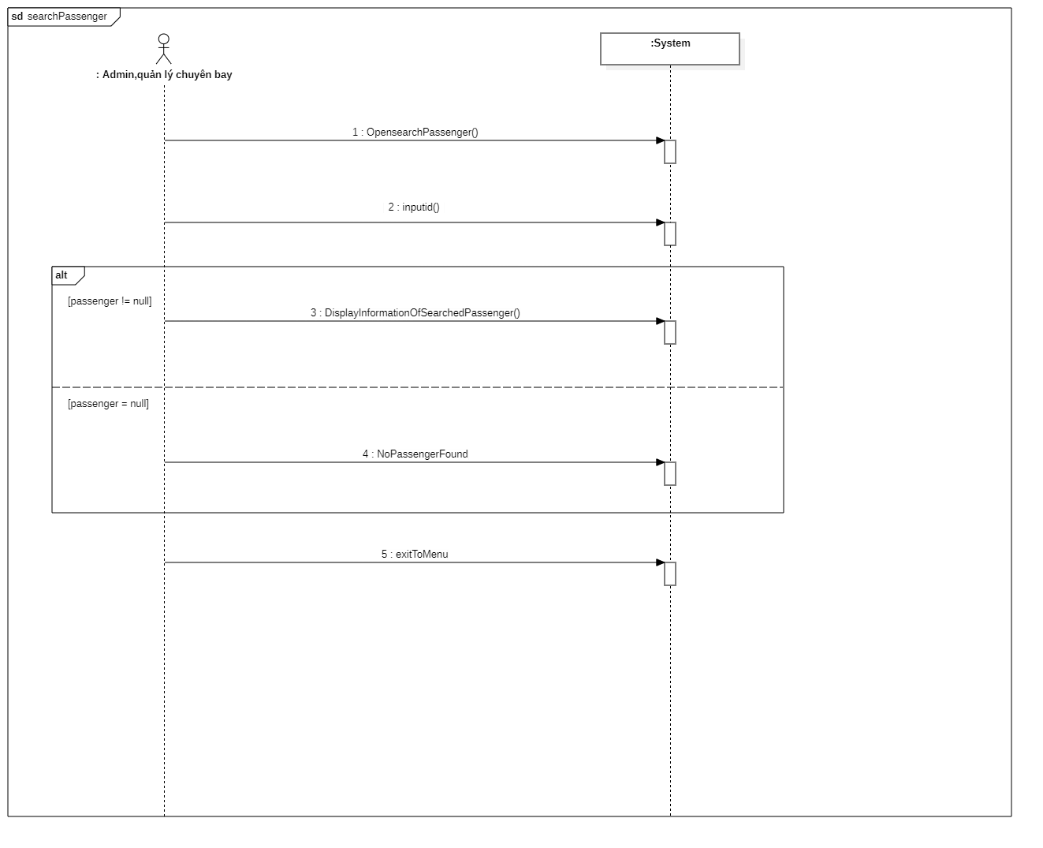 sd searchPassenger
:System
: Admin,quản lý chuyên bay
1 : OpensearchPassenger()
2 : inputid()
alt
[passenger != null]
3 : DisplayInformationOfSearchedPassenger()
[passenger = null]
4 : NoPassengerFound
5 : exitToMenu